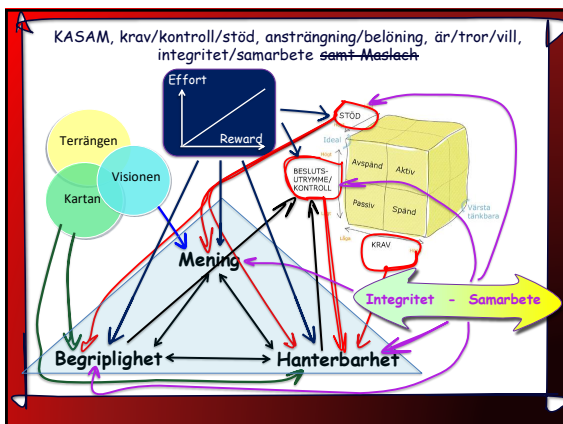 KASAM, krav/kontroll/stöd, ansträngning/belöning, är/tror/vill,
integritet/samarbete samt Maslach
Effort
Reward
STÖD
Terrängen
Visionen
Kartan
Ideal
Högt
BESLUTS-
UTRYMME/
KONTROLL
Avspänd
Aktiv
Passiv
Spänd
Värsta
tänkbara
Låga
KRAV
Mening
Integritet - Samarbete
Begriplighet
Hanterbarhet